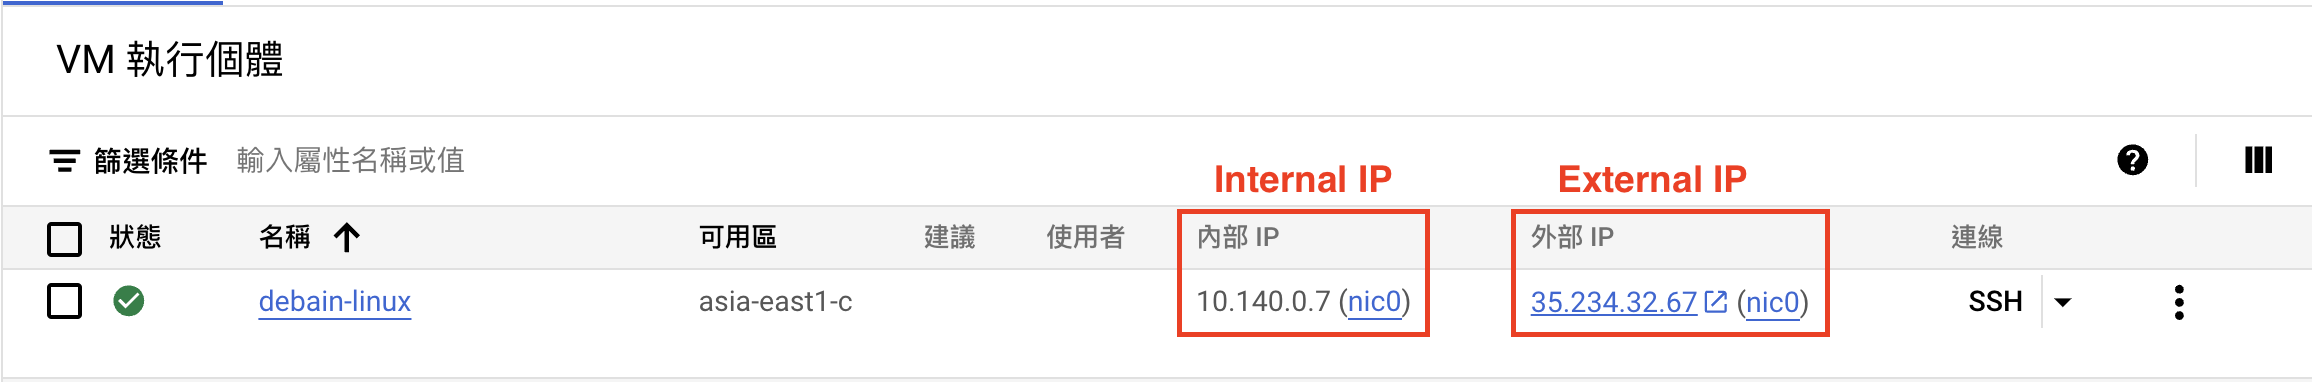 VM 執行個體
篩選條件 輸入屬性名稱或值
Internal IP External IP
狀態 名稱 可用區 建議 使用者 內部 IP 外部 IP 連線
debain-linux asia-east1-c 10.140.0.7 (nic0) 35.234.32.67 (nic0) SSH